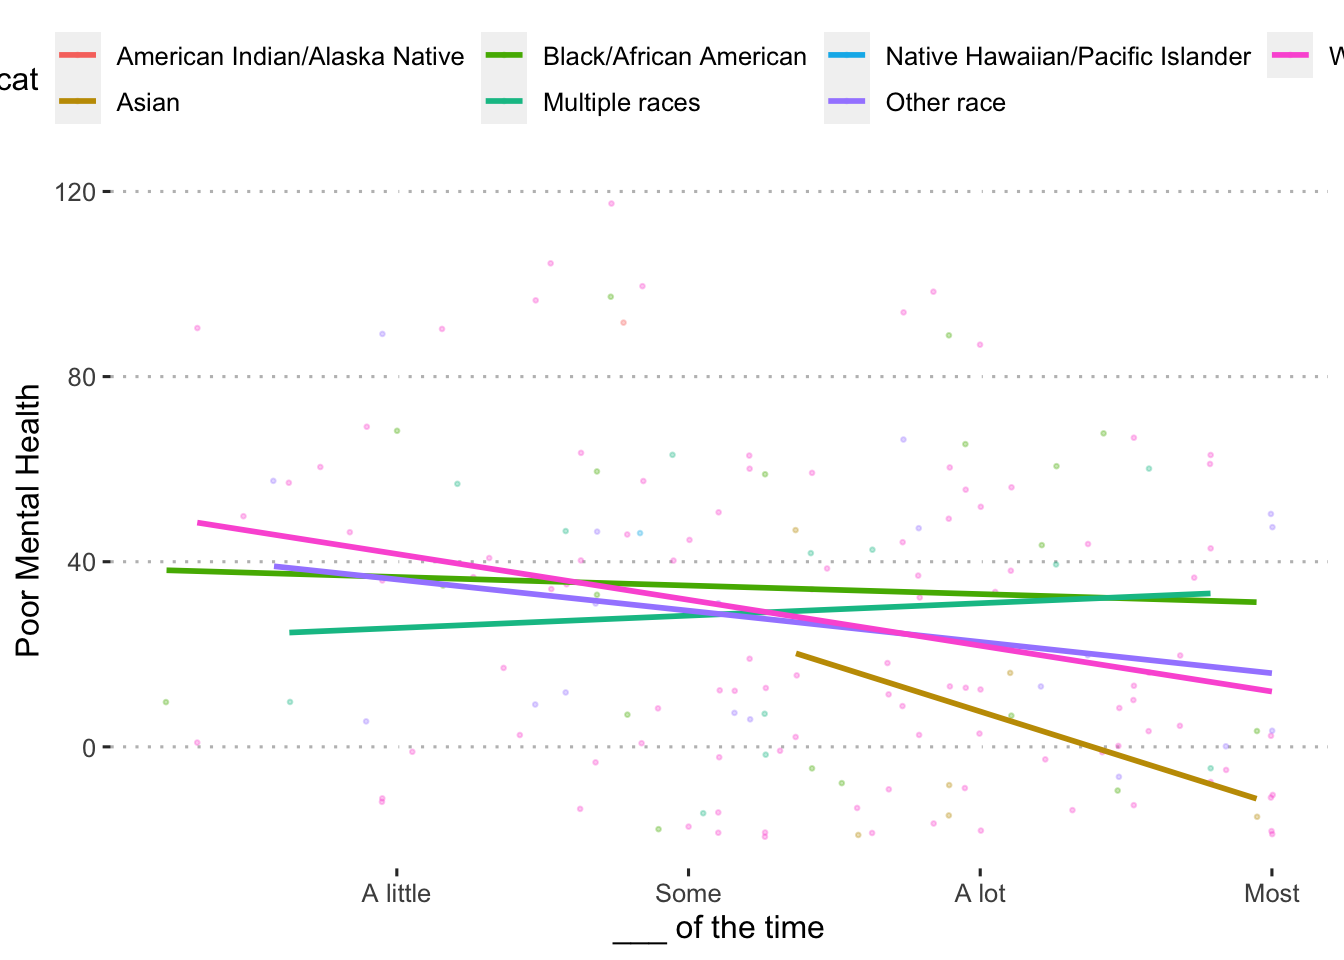 cat
American Indian/Alaska Native
Black/African American
Native Hawaiian/Pacific Islander
Asian
Multiple races
Other race
120
80
40
0
Poor Mental Health
A little
Some
A lot
Most
___ of the time